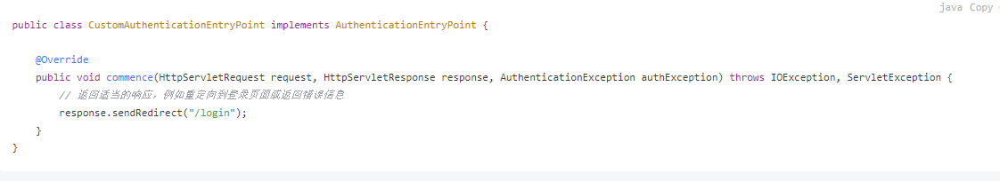 java Copy
public class CustomAuthenticationEntryPoint implements AuthenticationEntryPoint {
@Override
public void commence(HttpServletRequest request, HttpServletResponse response, AuthenticationException authException) throws IOException, ServletException {
// 返回适当的响应，例如重定向到登录页面或返回错误信息
response.sendRedirect("/login");
}
}